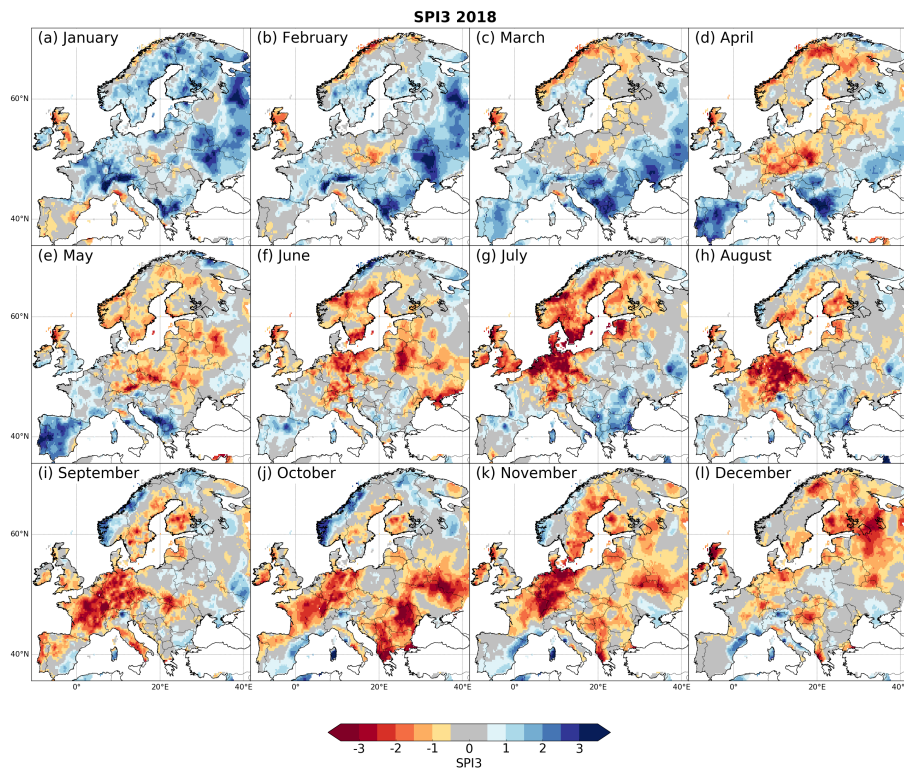 SPI3 2018
(a) January
(b) February
(c) March
(d) April
60°N
40°N
(e) May
(f) June
(g) July
(h) August
60°N
40°N
(i) September
(j) October
(k) November
(l) December
60°N
40°N
0° 20°E 40°E 0° 20°E 40°E 0° 20°E 40°E 0° 20°E 40°E
-3 -2 -1 0 1 2 3
SPI3